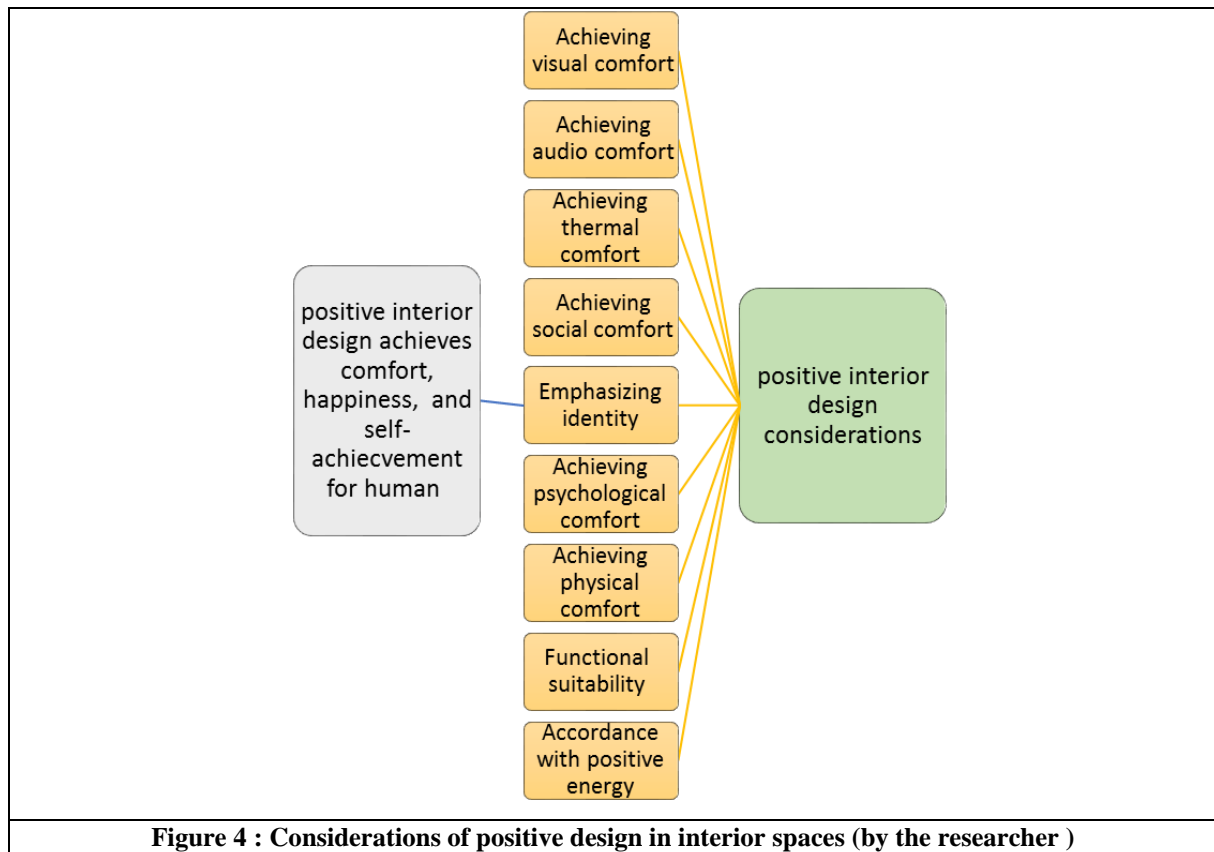 Achieving
visual comfort
Achieving
audio comfort
Achieving
thermal
comfort
Achieving
social comfort
Emphasizing
identity
Achieving
psychological
comfort
Achieving
physical
comfort
Functional
suitability
Accordance
with positive
energy
positive interior
design achieves
comfort,
happiness, and
self-
achiecvement
for human
positive interior
design
considerations
Figure 4 : Considerations of positive design in interior spaces (by the researcher )